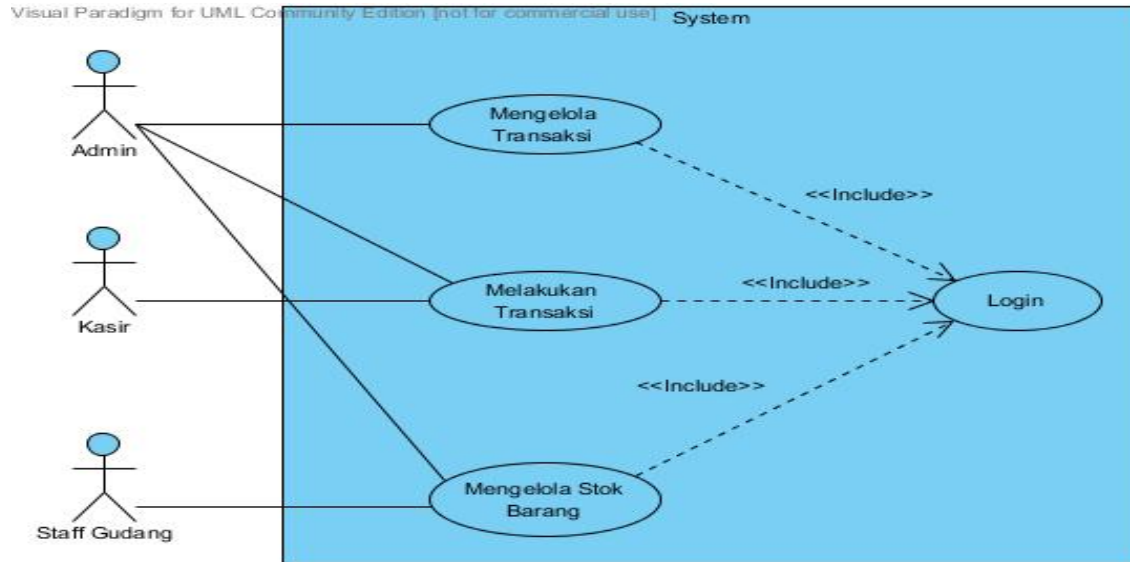 Visual Paradigm for UML Community Edition [not for commercial use]
System
Mengelola
Transaksi
Admin
<<Include>>
Melakukan
Transaksi
<<Include>>
Login
Kasir
<<Include>>
Mengelola Stok
Barang
Staff Gudang